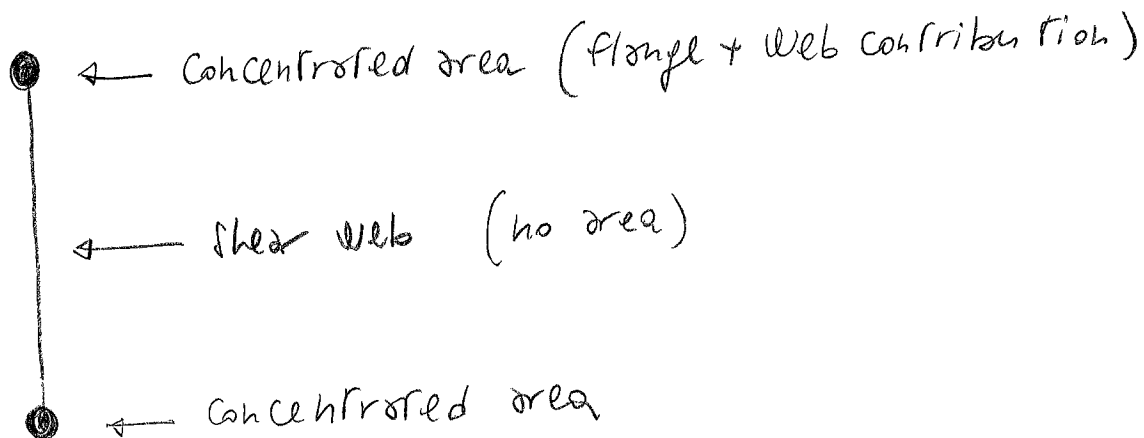 Concentrated area (flange + web contribution)
shear web (no area)
concentrated area